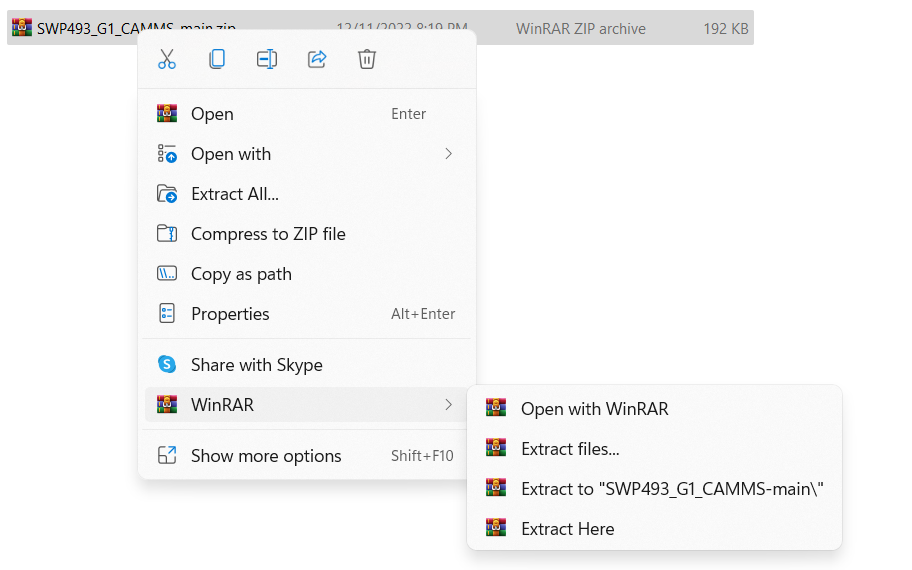 SWP493_G1_CAMMS-main.zip 12/11/2022 8:19 PM WinRAR ZIP archive 192 KB
Open Enter
Open with
Extract All...
Compress to ZIP file
Copy as path
Properties Alt+Enter
Share with Skype
WinRAR
Show more options Shift+F10
Open with WinRAR
Extract files...
Extract to "SWP493_G1_CAMMS-main\"
Extract Here